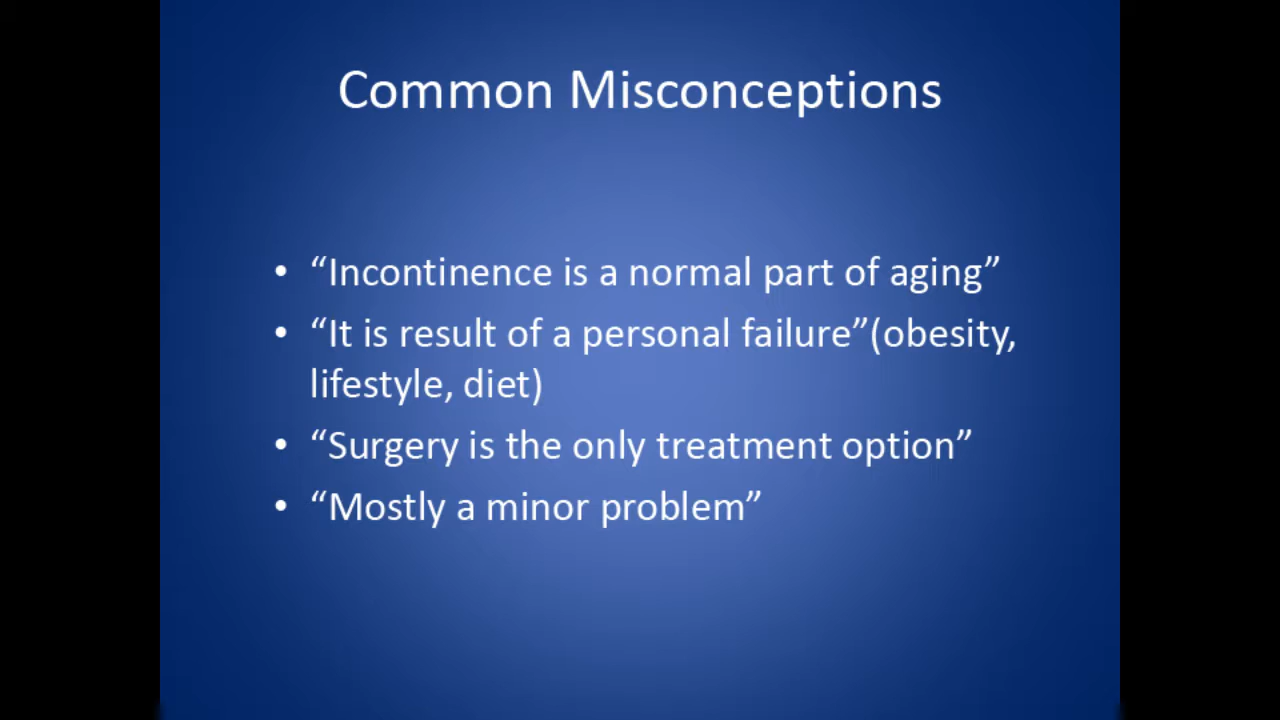 Common Misconceptions
• “Incontinence is a normal part of aging”
• “It is result of a personal failure”(obesity,
lifestyle, diet)
• “Surgery is the only treatment option”
• “Mostly a minor problem”